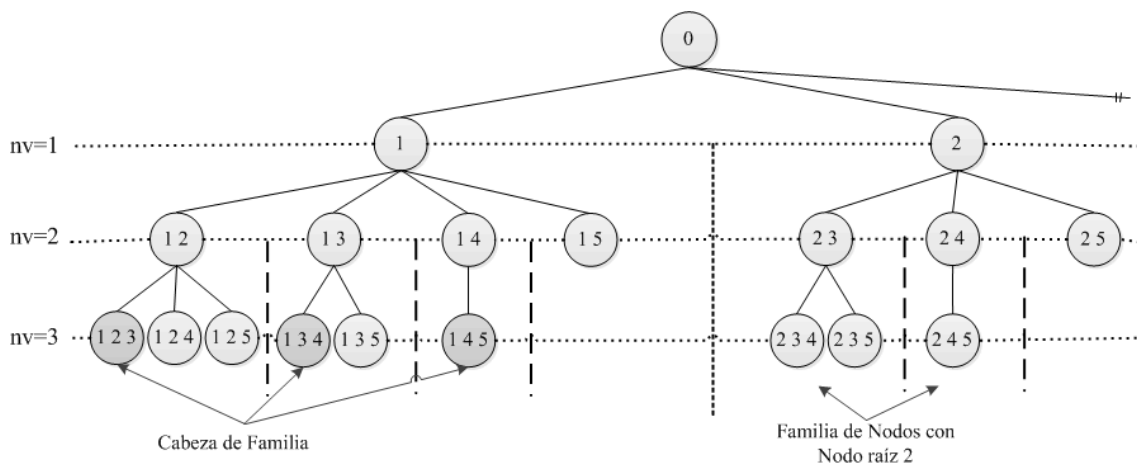 0
nv=1
1
2
nv=2
1 2
1 3
1 4
1 5
2 3
2 4
2 5
nv=3
1 2 3
1 2 4
1 2 5
1 3 4
1 3 5
1 4 5
2 3 4
2 3 5
2 4 5
Cabeza de Familia
Familia de Nodos con
Nodo raíz 2